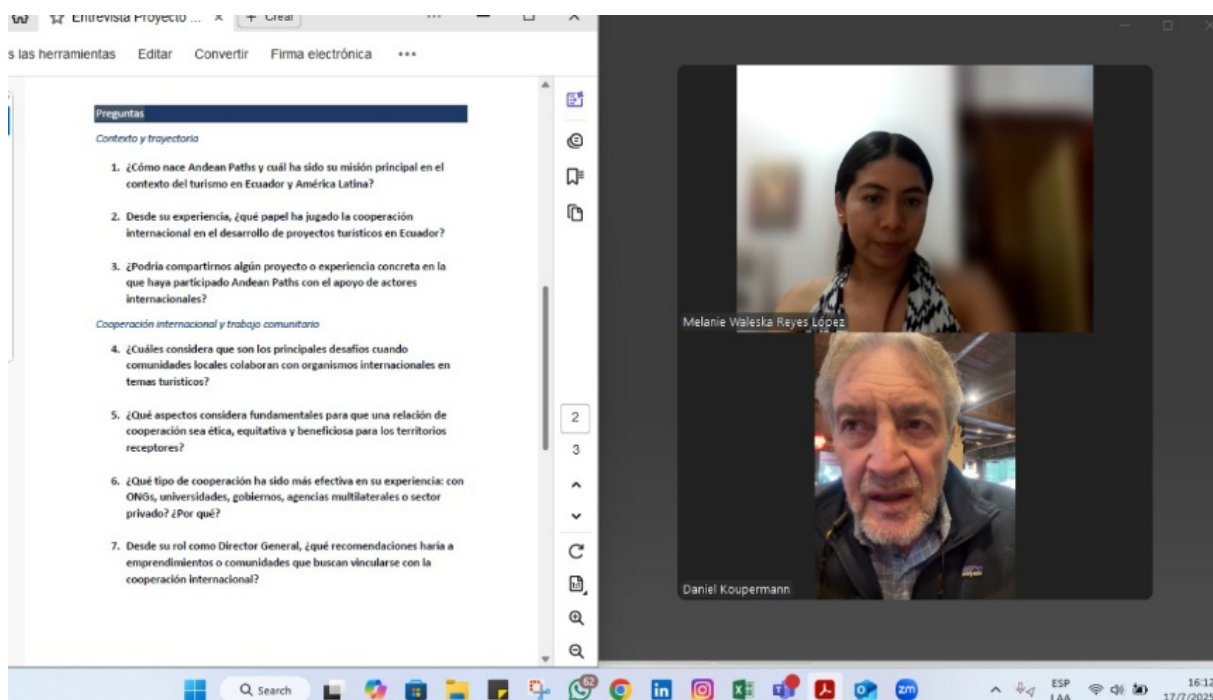 Entrevista Proyecto ...
+ Crear
s las herramientas Editar Convertir Firma electrónica
Preguntas
Contexto y trayectoria
1. ¿Cómo nace Andean Paths y cuál ha sido su misión principal en el
contexto del turismo en Ecuador y América Latina?
2. Desde su experiencia, ¿qué papel ha jugado la cooperación
internacional en el desarrollo de proyectos turísticos en Ecuador?
3. ¿Podría compartirnos algún proyecto o experiencia concreta en la
que haya participado Andean Paths con el apoyo de actores
internacionales?
Cooperación internacional y trabajo comunitario
4. ¿Cuáles considera que son los principales desafíos cuando
comunidades locales colaboran con organismos internacionales en
temas turísticos?
5. ¿Qué aspectos considera fundamentales para que una relación de
cooperación sea ética, equitativa y beneficiosa para los territorios
receptores?
6. ¿Qué tipo de cooperación ha sido más efectiva en su experiencia: con
ONGs, universidades, gobiernos, agencias multilaterales o sector
privado? ¿Por qué?
7. Desde su rol como Director General, ¿qué recomendaciones haría a
emprendimientos o comunidades que buscan vincularse con la
cooperación internacional?
2
3
Melanie Waleska Reyes López
Daniel Koupermann
Search
62
in
zm
ESP
LAA
16:12
17/7/2025